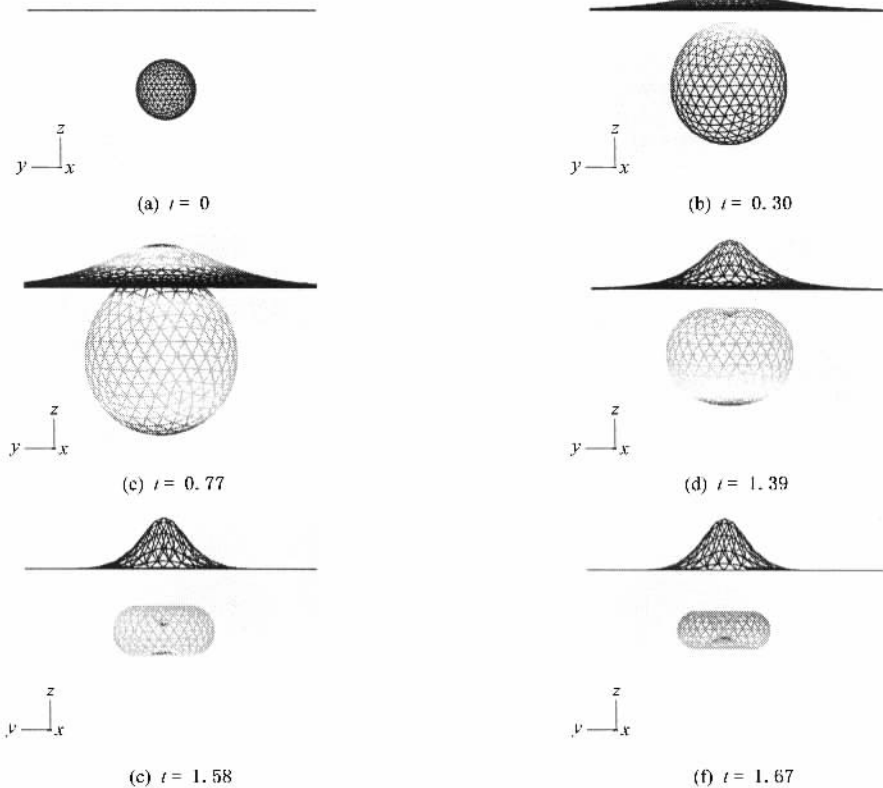 z
y x
(a) t = 0
(b) t = 0.30
z
y x
z
y x
(c) t = 0.77
(d) t = 1.39
z
y x
z
y x
(e) t = 1.58
(f) t = 1.67
z
y x